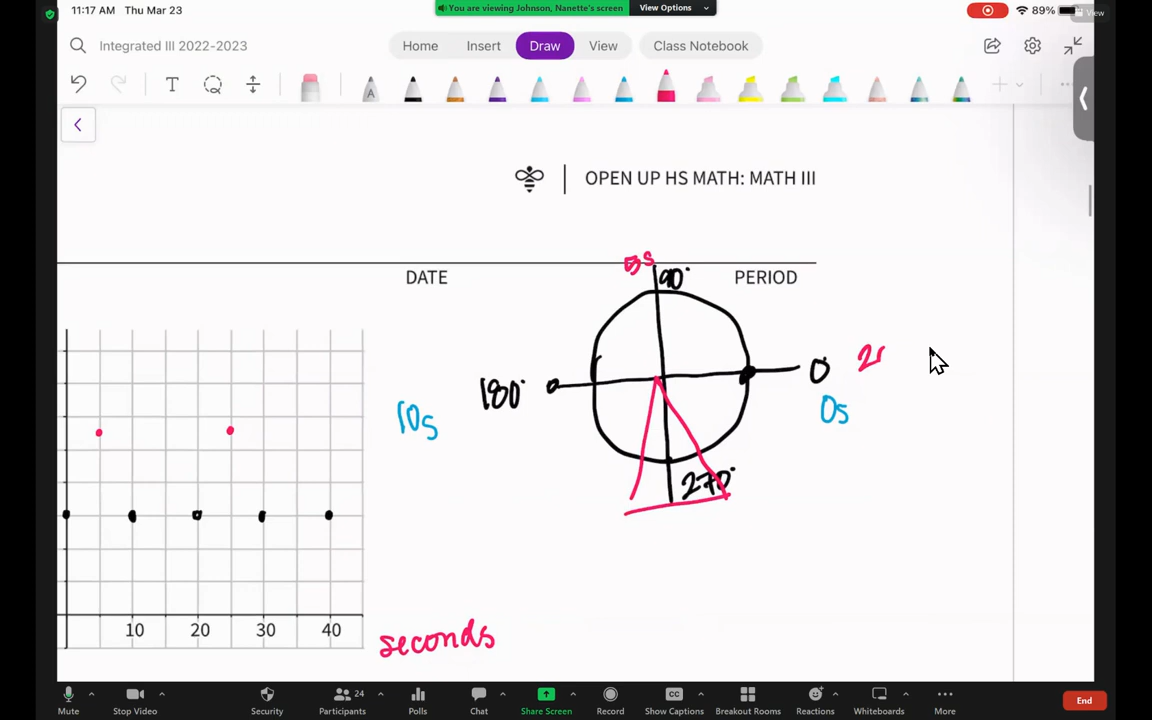 11:17 AM Thu Mar 23
You are viewing Johnson, Nanette's screen
View Options
89%
View
Integrated III 2022-2023
Home Insert Draw View Class Notebook
T
A
OPEN UP HS MATH: MATH III
DATE
PERIOD
5s
90°
180°
0
10s
0s
270°
10 20 30 40
seconds
Mute
Stop Video
Security
24
Participants
Polls
Chat
Share Screen
Record
CC
Show Captions
Breakout Rooms
Reactions
Whiteboards
More
End